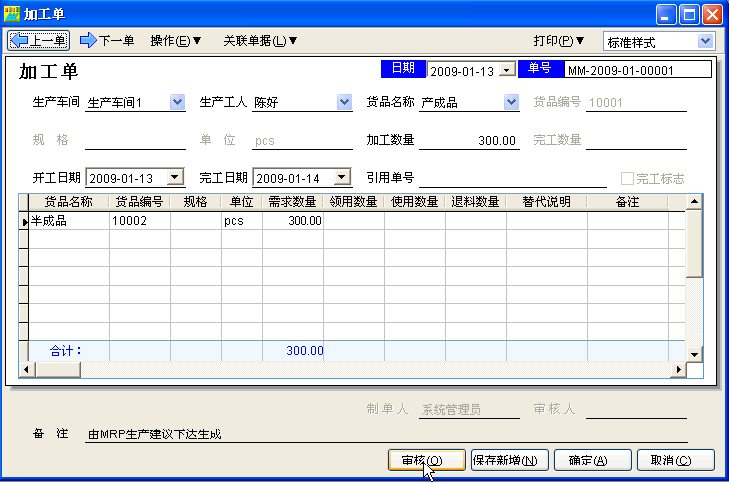 加工单
上一单 下一单 操作(E)▼ 关联单据(L)▼ 打印(P)▼ 标准样式
加工单 日期 2009-01-13 单号 MM-2009-01-00001
生产车间 生产车间1 生产工人 陈好 货品名称 产成品 货品编号 10001
规 格 单 位 pcs 加工数量 300.00 完工数量
开工日期 2009-01-13 完工日期 2009-01-14 引用单号 完工标志
货品名称 货品编号 规格 单位 需求数量 领用数量 使用数量 退料数量 替代说明 备注
半成品 10002 pcs 300.00
合计： 300.00
制单人 系统管理员 审核人
备 注 由MRP生产建议下达生成
审核(O) 保存新增(N) 确定(A) 取消(C)